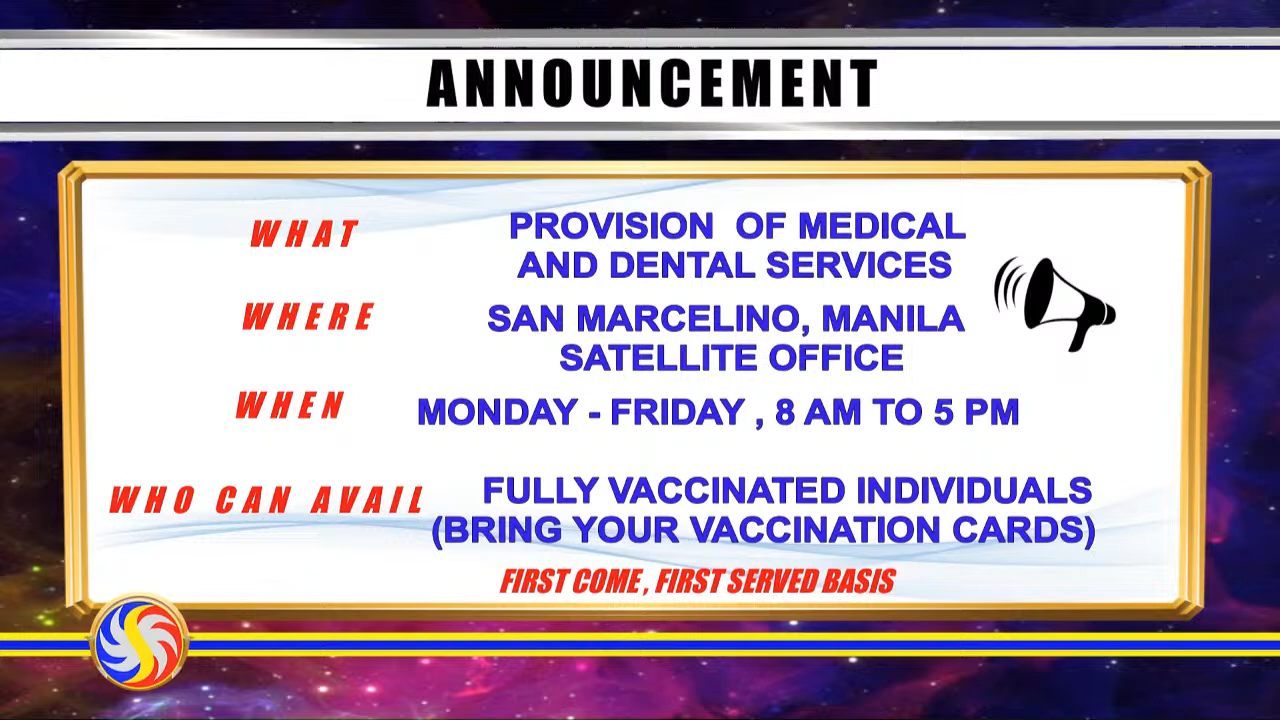 ANNOUNCEMENT
WHAT
PROVISION OF MEDICAL
AND DENTAL SERVICES
WHERE
SAN MARCELINO, MANILA
SATELLITE OFFICE
WHEN
MONDAY - FRIDAY , 8 AM TO 5 PM
WHO CAN AVAIL
FULLY VACCINATED INDIVIDUALS
(BRING YOUR VACCINATION CARDS)
FIRST COME , FIRST SERVED BASIS